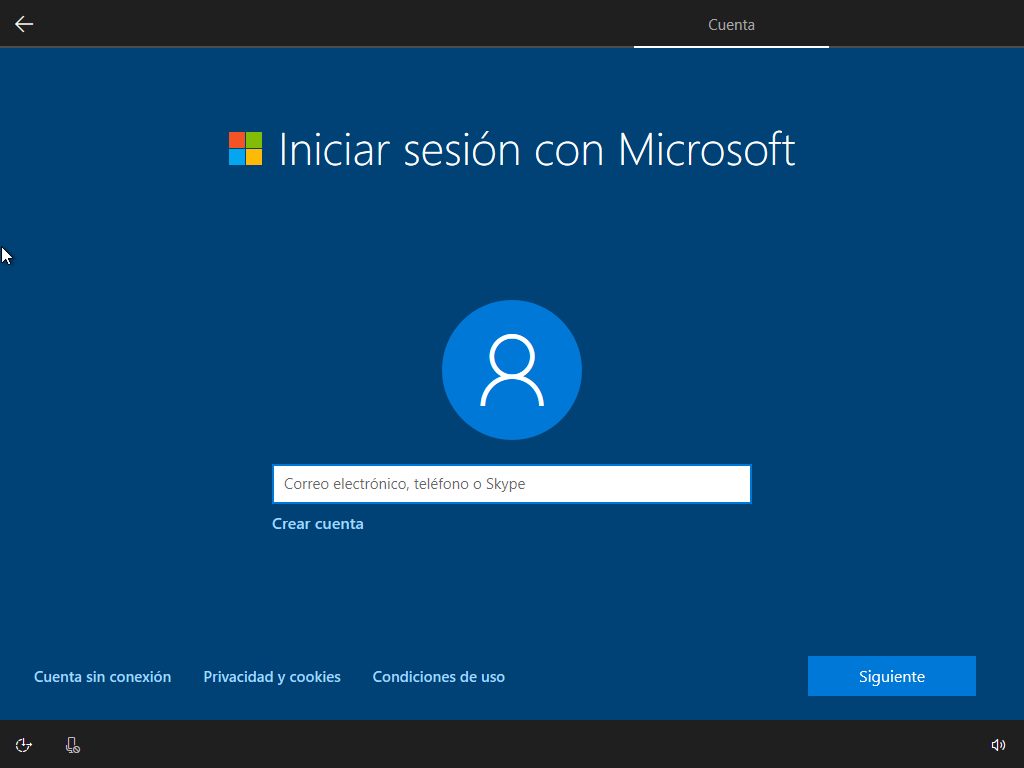 Cuenta
Iniciar sesión con Microsoft
Correo electrónico, teléfono o Skype
Crear cuenta
Cuenta sin conexión
Privacidad y cookies
Condiciones de uso
Siguiente